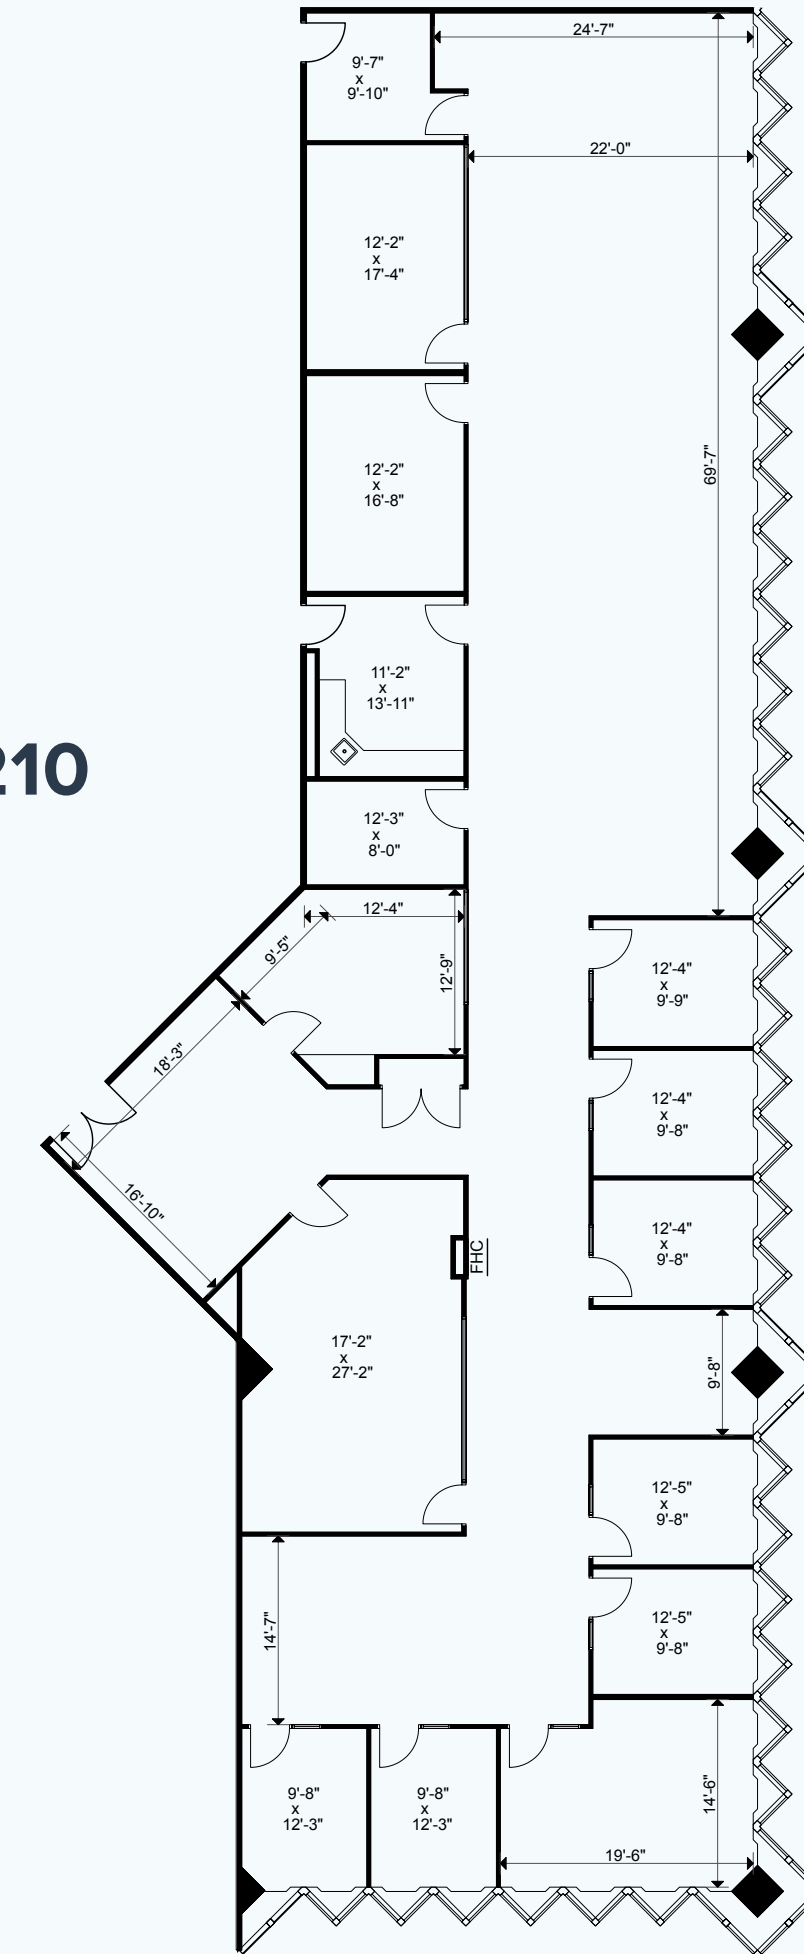 24'-7"
9'-7"
x
9'-10"
22'-0"
12'-2"
x
17'-4"
69'-7"
12'-2"
x
16'-8"
11'-2"
x
13'-11"
210
12'-3"
x
8'-0"
12'-4"
9'-5"
12'-9"
12'-4"
x
9'-9"
18'-3"
12'-4"
x
9'-8"
16'-10"
12'-4"
x
9'-8"
FHC
17'-2"
x
27'-2"
9'-8"
12'-5"
x
9'-8"
14'-7"
12'-5"
x
9'-8"
9'-8"
x
12'-3"
9'-8"
x
12'-3"
14'-6"
19'-6"